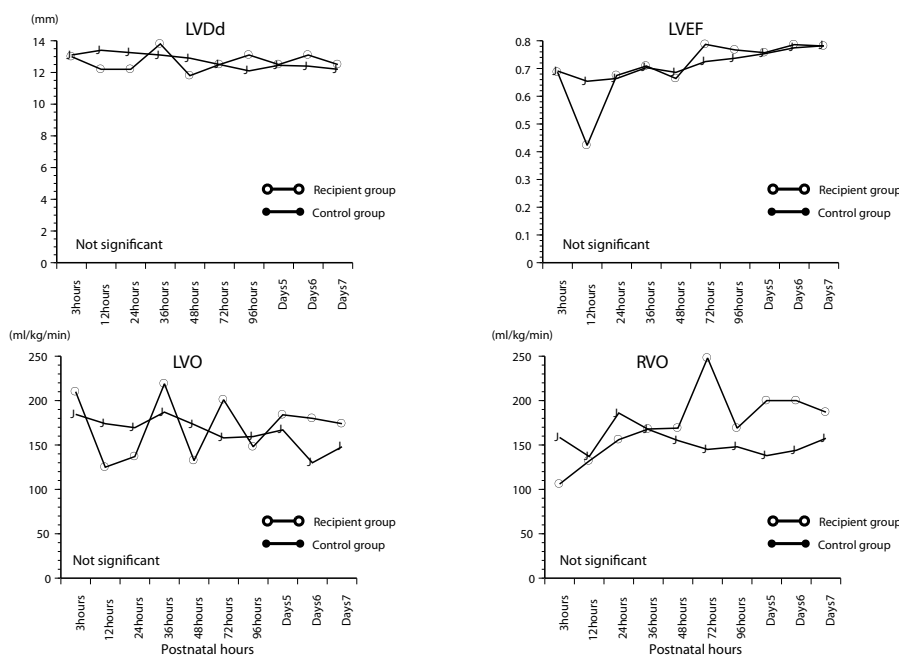 (mm)
LVDd
14
12
10
8
6
4
2
0
Recipient group
Control group
Not significant
3hours
12hours
24hours
36hours
48hours
72hours
96hours
Days5
Days6
Days7
LVEF
0.8
0.7
0.6
0.5
0.4
0.3
0.2
0.1
0
Recipient group
Control group
Not significant
3hours
12hours
24hours
36hours
48hours
72hours
96hours
Days5
Days6
Days7
(ml/kg/min)
LVO
250
200
150
100
50
0
Recipient group
Control group
Not significant
3hours
12hours
24hours
36hours
48hours
72hours
96hours
Days5
Days6
Days7
Postnatal hours
(ml/kg/min)
RVO
250
200
150
100
50
0
Recipient group
Control group
Not significant
3hours
12hours
24hours
36hours
48hours
72hours
96hours
Days5
Days6
Days7
Postnatal hours